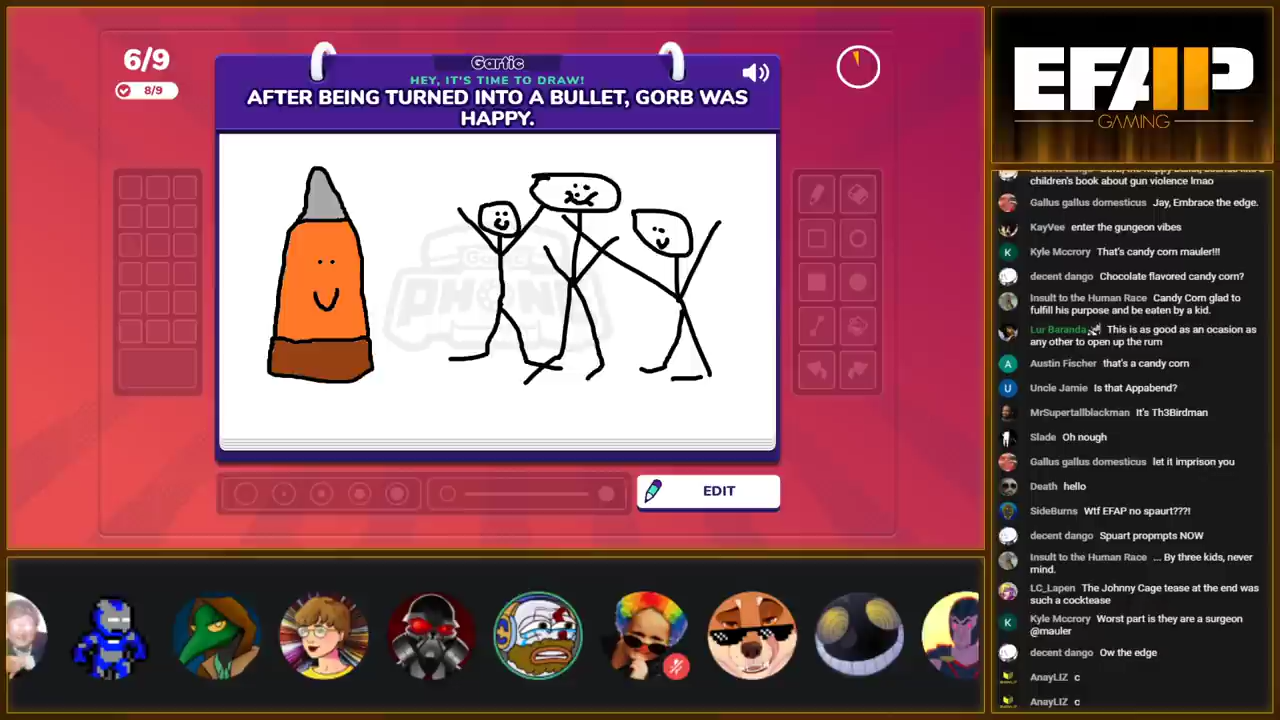 6/9
8/9
Gartic
HEY, IT'S TIME TO DRAW!
AFTER BEING TURNED INTO A BULLET, GORB WAS
HAPPY.
Gartic
PHONE
EDIT
EFAP
GAMING
children's book about gun violence lmao
Gallus gallus domesticus Jay, Embrace the edge.
KayVee enter the gungeon vibes
K Kyle Mccrory That's candy corn mauler!!!
decent dango Chocolate flavored candy corn?
Insult to the Human Race Candy Corn glad to
fulfill his purpose and be eaten by a kid.
Lur Baranda This is as good as an ocasion as
any other to open up the rum
A Austin Fischer that's a candy corn
U Uncle Jamie Is that Appabend?
MrSupertallblackman It's Th3Birdman
Slade Oh nough
Gallus gallus domesticus let it imprison you
Death hello
SideBurns Wtf EFAP no spaurt???!
decent dango Spuart propmpts NOW
Insult to the Human Race ... By three kids, never
mind.
LC_Lapen The Johnny Cage tease at the end was
such a cocktease
K Kyle Mccrory Worst part is they are a surgeon
@mauler
decent dango Ow the edge
AnayLIZ c
AnayLIZ c